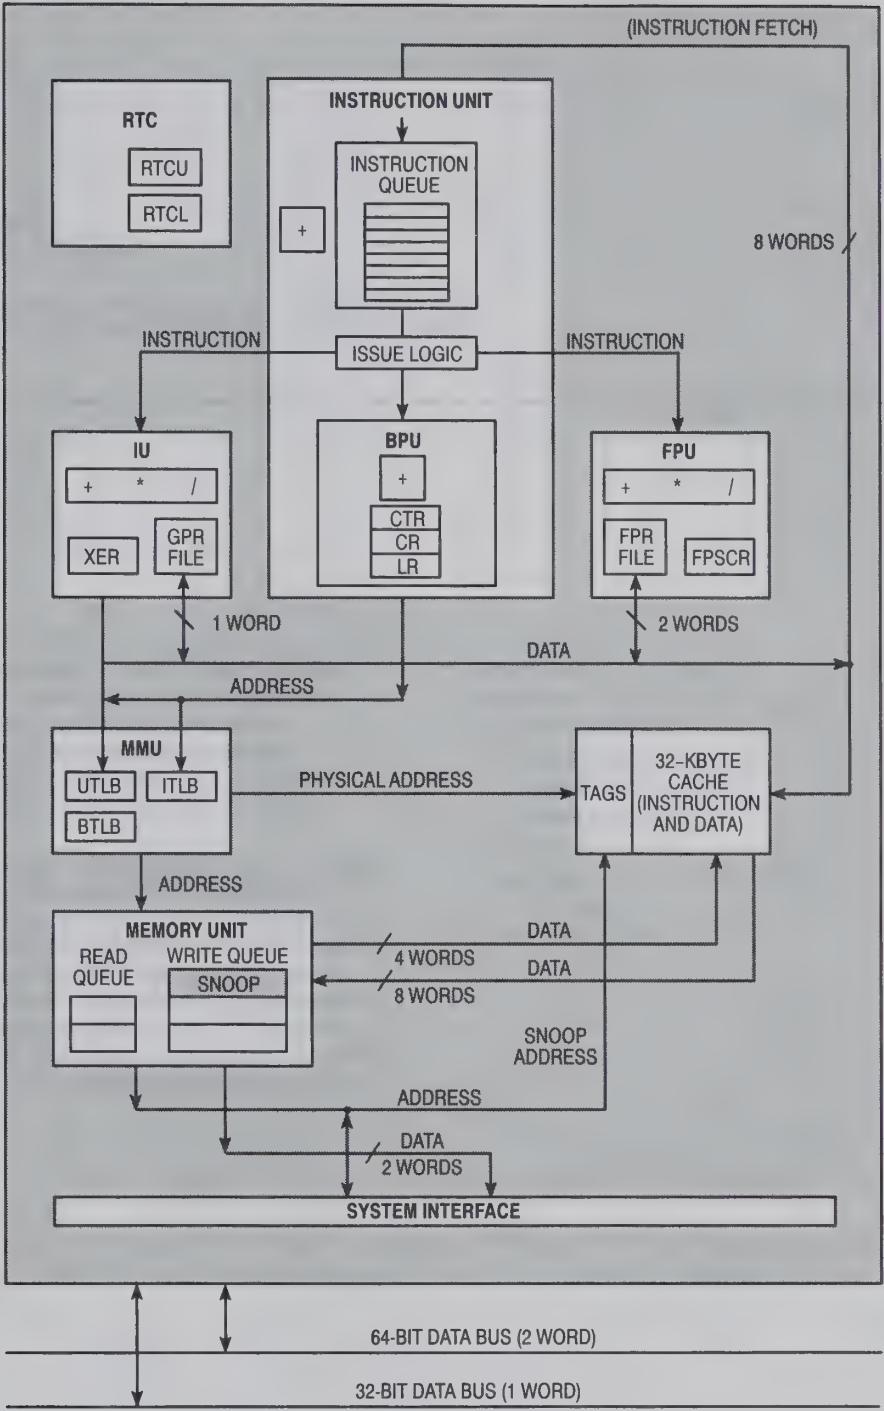 (INSTRUCTION FETCH)
RTC
RTCU
RTCL
INSTRUCTION UNIT
INSTRUCTION
QUEUE
+
8 WORDS
INSTRUCTION
ISSUE LOGIC
INSTRUCTION
IU
+ * /
XER
GPR
FILE
BPU
+
CTR
CR
LR
FPU
+ * /
FPR
FILE
FPSCR
1 WORD
2 WORDS
DATA
ADDRESS
MMU
UTLB
ITLB
BTLB
PHYSICAL ADDRESS
TAGS
32-KBYTE
CACHE
(INSTRUCTION
AND DATA)
ADDRESS
MEMORY UNIT
READ
QUEUE
WRITE QUEUE
SNOOP
DATA
4 WORDS
DATA
8 WORDS
SNOOP
ADDRESS
ADDRESS
DATA
2 WORDS
SYSTEM INTERFACE
64-BIT DATA BUS (2 WORD)
32-BIT DATA BUS (1 WORD)